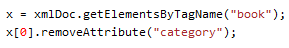 x = xmlDoc.getElementsByTagName("book");
x[0].removeAttribute("category");